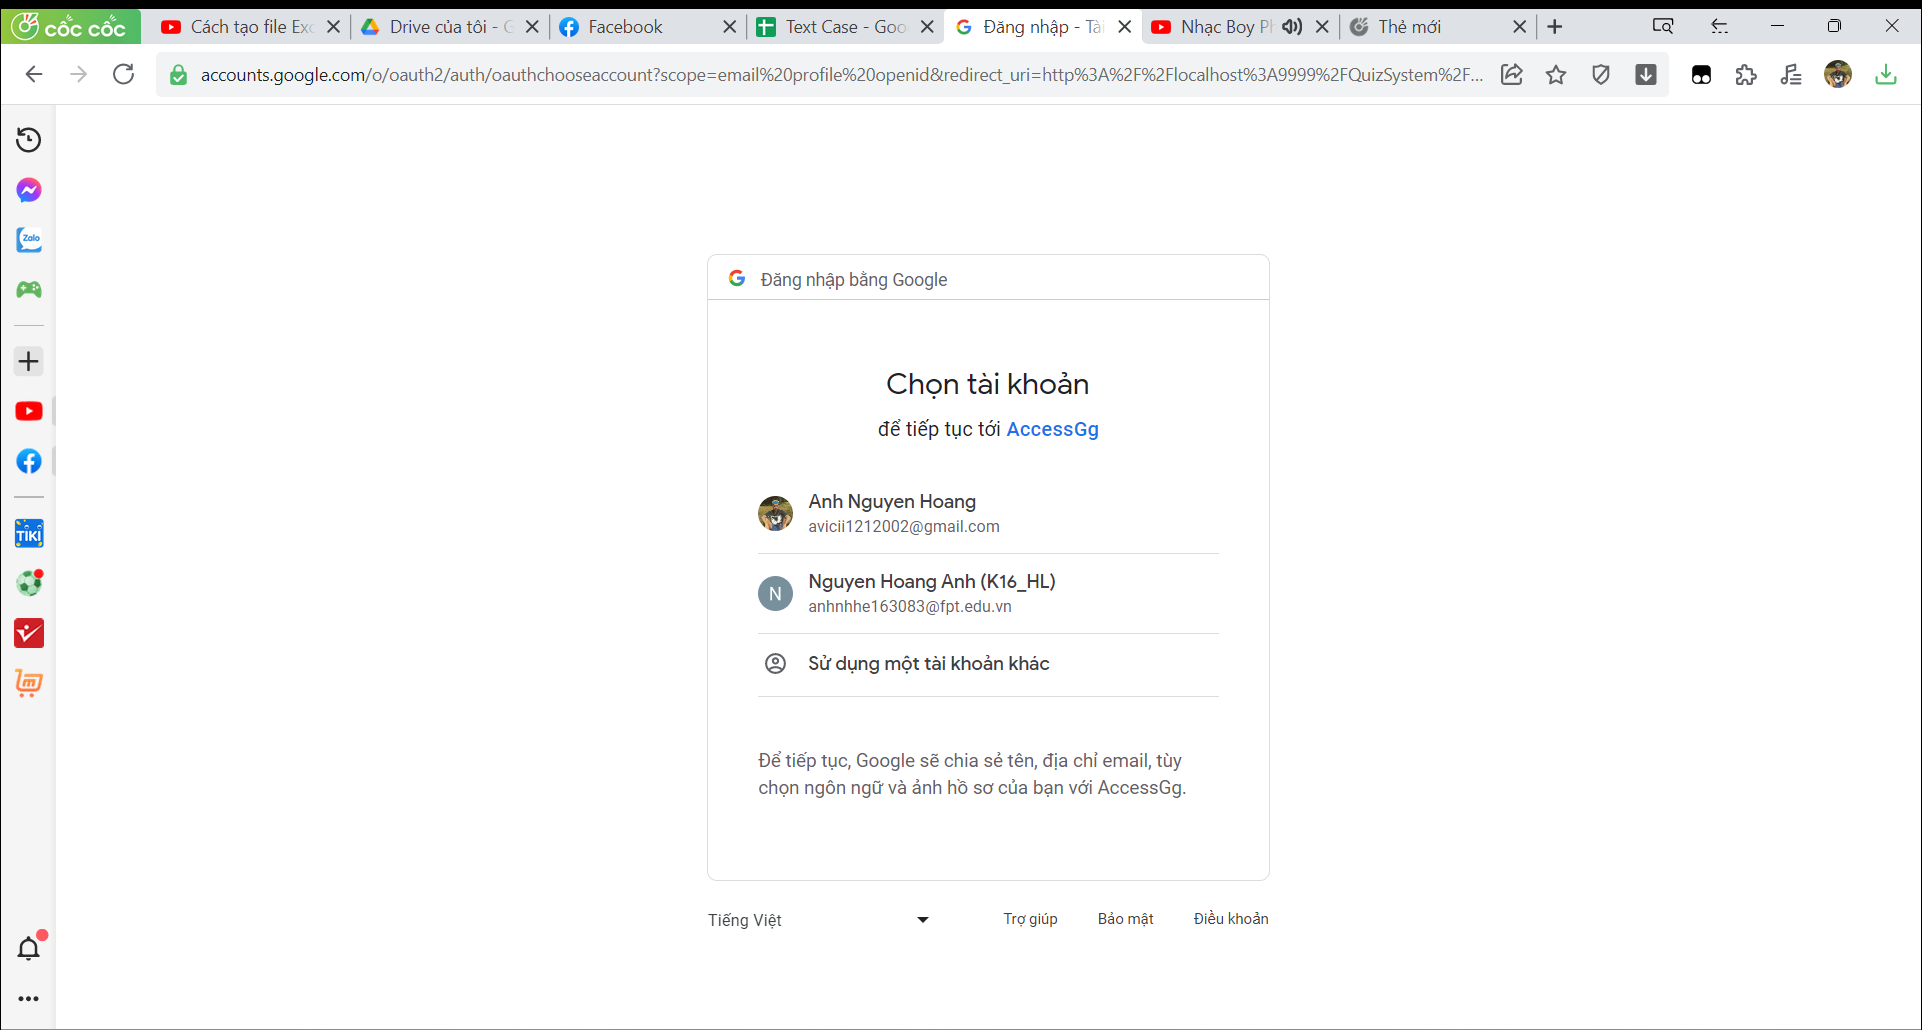 cốc cốc
Cách tạo file Exc
Drive của tôi - G
Facebook
Text Case - Goo
Đăng nhập - Tài
Nhạc Boy Ph
Thẻ mới
accounts.google.com/o/oauth2/auth/oauthchooseaccount?scope=email%20profile%20openid&redirect_uri=http%3A%2F%2Flocalhost%3A9999%2FQuizSystem%2F...
Zalo
TIKI
Đăng nhập bằng Google
Chọn tài khoản
để tiếp tục tới AccessGg
Anh Nguyen Hoang
avicii1212002@gmail.com
N
Nguyen Hoang Anh (K16_HL)
anhnhhe163083@fpt.edu.vn
Sử dụng một tài khoản khác
Để tiếp tục, Google sẽ chia sẻ tên, địa chỉ email, tùy
chọn ngôn ngữ và ảnh hồ sơ của bạn với AccessGg.
Tiếng Việt
Trợ giúp
Bảo mật
Điều khoản